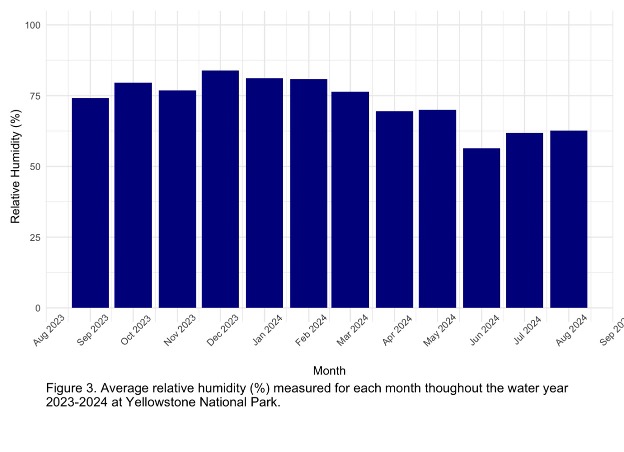 100
75
50
25
0
Relative Humidity (%)
Aug 2023
Sep 2023
Oct 2023
Nov 2023
Dec 2023
Jan 2024
Feb 2024
Mar 2024
Apr 2024
May 2024
Jun 2024
Jul 2024
Aug 2024
Sep
Month
Figure 3. Average relative humidity (%) measured for each month thoughout the water year
2023-2024 at Yellowstone National Park.